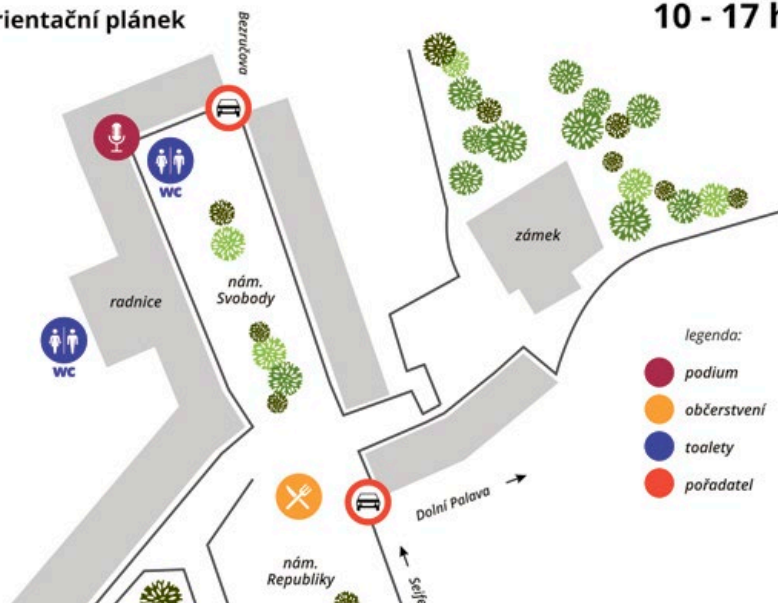 rientační plánek
10 - 17 h
Bezručova
WC
zámek
nám.
Svobody
radnice
WC
legenda:
podium
občerstvení
toalety
pořadatel
Dolní Palava
nám.
Republiky
Seife